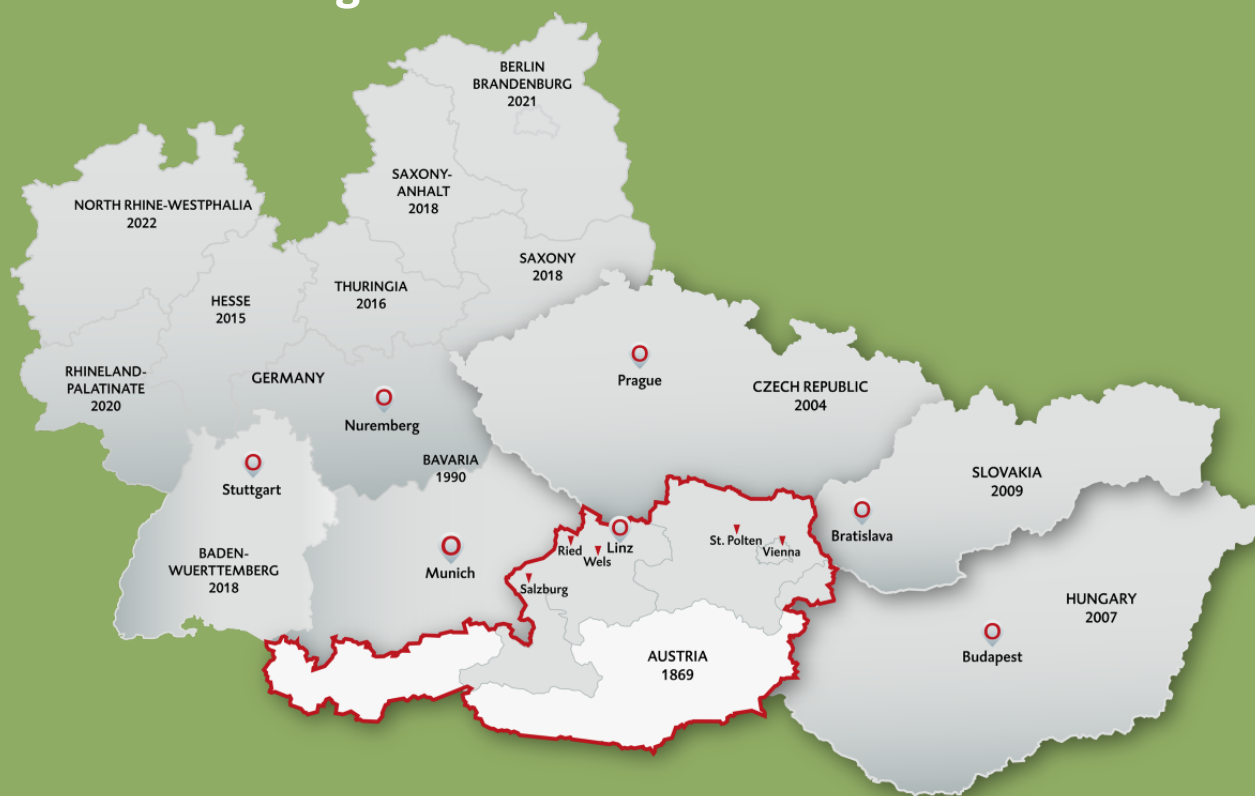 g
BERLIN
BRANDENBURG
2021
SAXONY-
ANHALT
2018
NORTH RHINE-WESTPHALIA
2022
SAXONY
2018
THURINGIA
2016
HESSE
2015
RHINELAND-
PALATINATE
2020
GERMANY
Nuremberg
Prague
CZECH REPUBLIC
2004
BAVARIA
1990
Stuttgart
SLOVAKIA
2009
Bratislava
BADEN-
WUERTTEMBERG
2018
Munich
Ried
Wels
Linz
St. Polten
Vienna
Salzburg
HUNGARY
2007
Budapest
AUSTRIA
1869